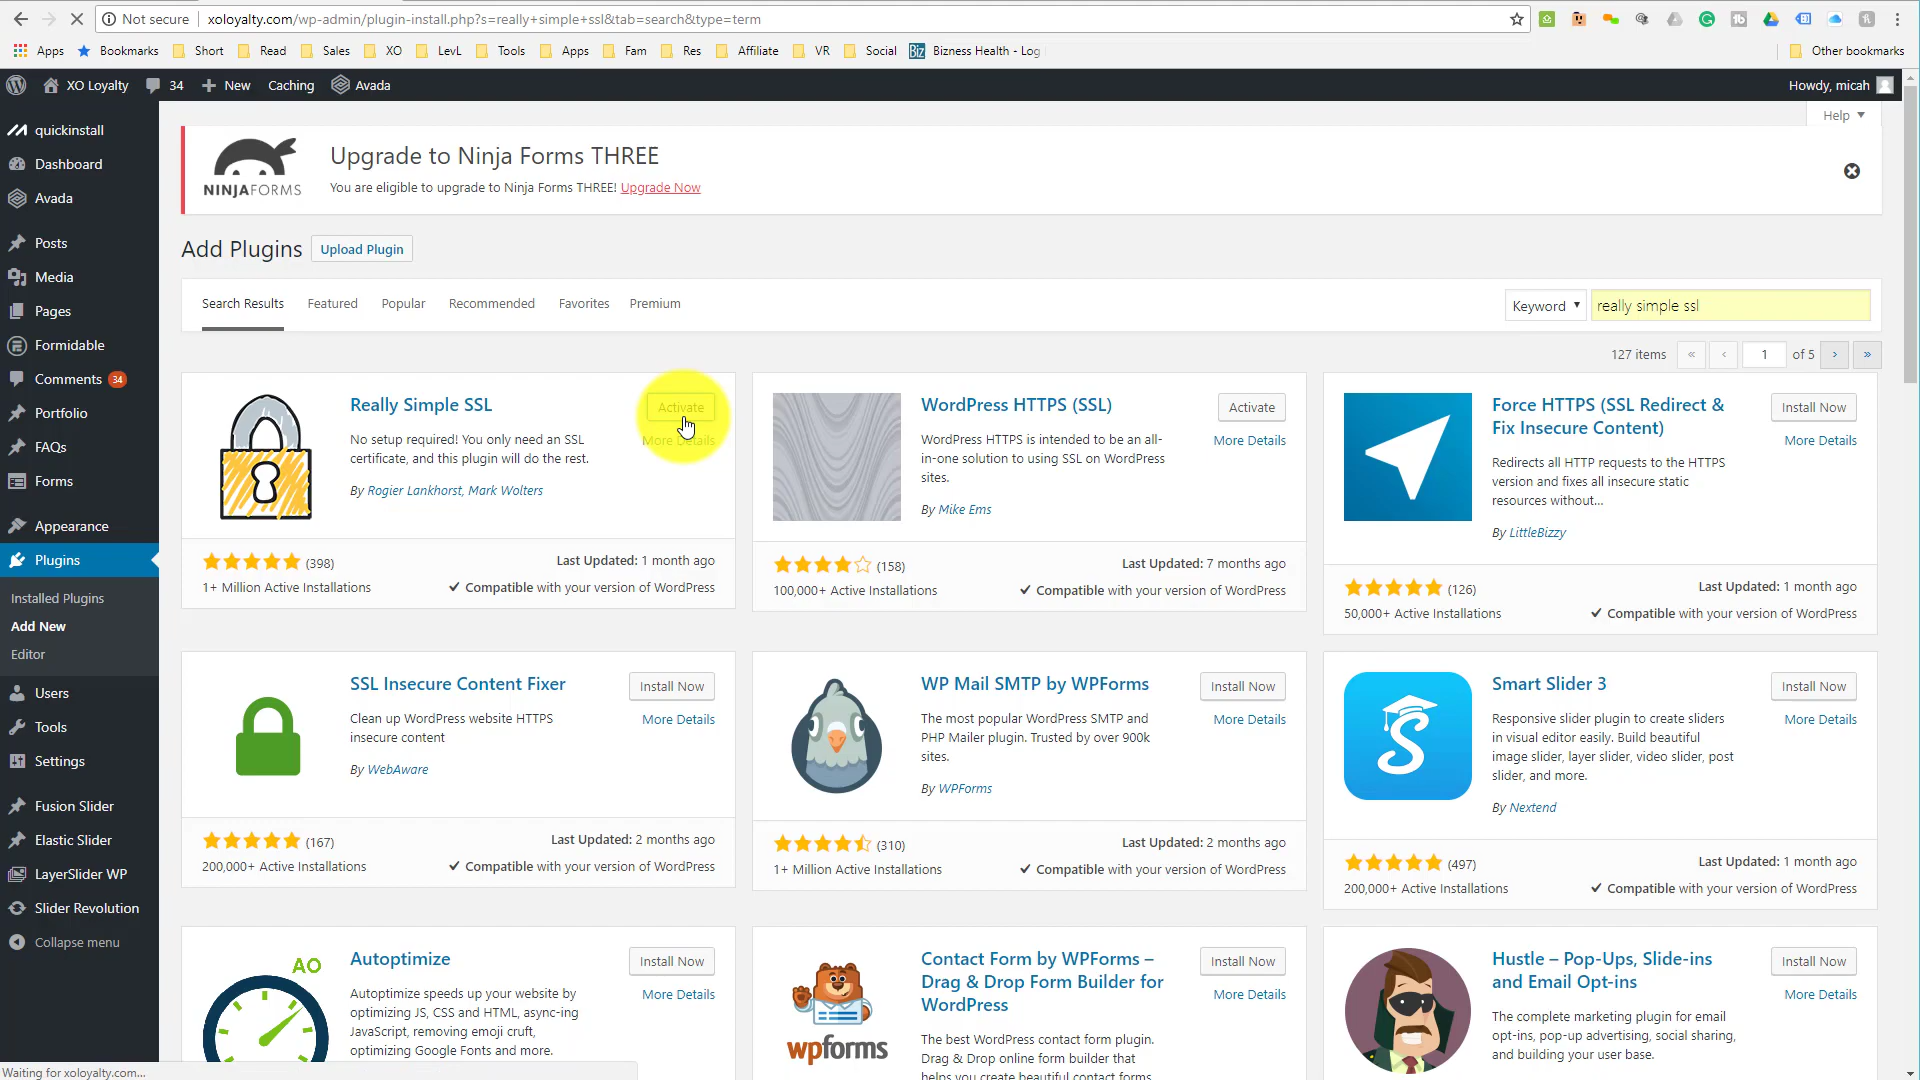 Not secure | xoloyalty.com/wp-admin/plugin-install.php?s=really+simple+ssl&tab=search&type=term
Apps Bookmarks Short Read Sales XO LevL Tools Apps Fam Res Affiliate VR Social Biz Bizness Health - Log Other bookmarks
XO Loyalty 34 New Caching Avada Howdy, micah
quickinstall
Dashboard
Avada
Posts
Media
Pages
Formidable
Comments 34
Portfolio
FAQs
Forms
Appearance
Plugins
Installed Plugins
Add New
Editor
Users
Tools
Settings
Fusion Slider
Elastic Slider
LayerSlider WP
Slider Revolution
Collapse menu
Help
NINJAFORMS
Upgrade to Ninja Forms THREE
You are eligible to upgrade to Ninja Forms THREE! Upgrade Now
Add Plugins Upload Plugin
Search Results Featured Popular Recommended Favorites Premium Keyword really simple ssl
127 items « ‹ 1 of 5 › »
Really Simple SSL
Activate
More Details
No setup required! You only need an SSL
certificate, and this plugin will do the rest.
By Rogier Lankhorst, Mark Wolters
(398)
Last Updated: 1 month ago
1+ Million Active Installations
Compatible with your version of WordPress
WordPress HTTPS (SSL)
Activate
More Details
WordPress HTTPS is intended to be an all-
in-one solution to using SSL on WordPress
sites.
By Mike Ems
(158)
Last Updated: 7 months ago
100,000+ Active Installations
Compatible with your version of WordPress
Force HTTPS (SSL Redirect &
Fix Insecure Content)
Install Now
More Details
Redirects all HTTP requests to the HTTPS
version and fixes all insecure static
resources without...
By LittleBizzy
(126)
Last Updated: 1 month ago
50,000+ Active Installations
Compatible with your version of WordPress
SSL Insecure Content Fixer
Install Now
More Details
Clean up WordPress website HTTPS
insecure content
By WebAware
(167)
Last Updated: 2 months ago
200,000+ Active Installations
Compatible with your version of WordPress
WP Mail SMTP by WPForms
Install Now
More Details
The most popular WordPress SMTP and
PHP Mailer plugin. Trusted by over 900k
sites.
By WPForms
(310)
Last Updated: 2 months ago
1+ Million Active Installations
Compatible with your version of WordPress
S
Smart Slider 3
Install Now
More Details
Responsive slider plugin to create sliders
in visual editor easily. Build beautiful
image slider, layer slider, video slider, post
slider, and more.
By Nextend
(497)
Last Updated: 1 month ago
200,000+ Active Installations
Compatible with your version of WordPress
AO
Autoptimize
Install Now
More Details
Autoptimize speeds up your website by
optimizing JS, CSS and HTML, async-ing
JavaScript, removing emoji cruft,
optimizing Google Fonts and more.
wpforms
Contact Form by WPForms –
Drag & Drop Form Builder for
WordPress
Install Now
More Details
The best WordPress contact form plugin.
Drag & Drop online form builder that
helps you create beautiful contact forms
Hustle – Pop-Ups, Slide-ins
and Email Opt-ins
Install Now
More Details
The complete marketing plugin for email
opt-ins, pop-up advertising, social sharing,
and building your user base.
Waiting for xoloyalty.com...